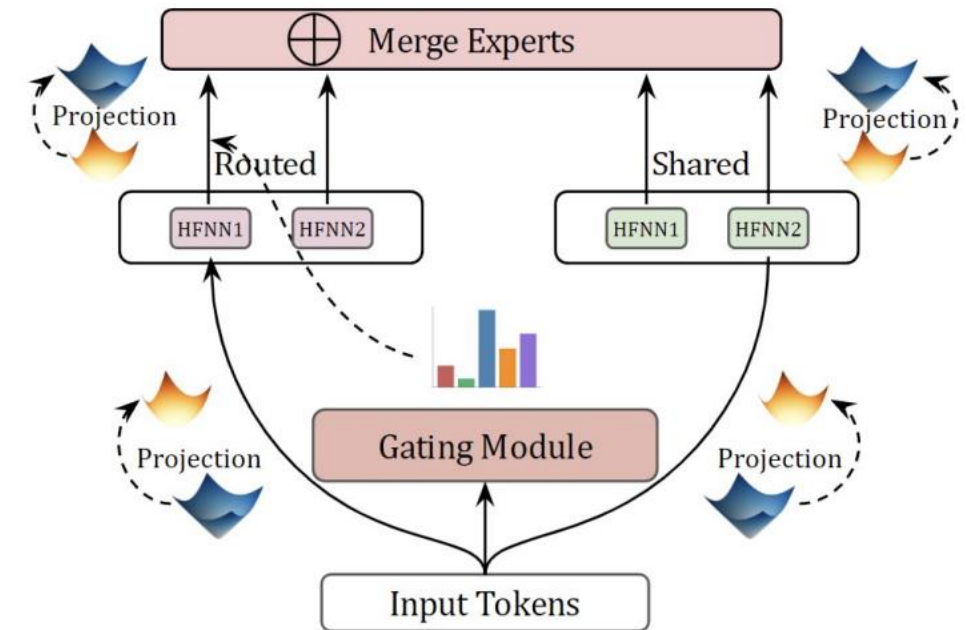 Merge Experts
Projection
Projection
Routed
Shared
HFNN1
HFNN2
HFNN1
HFNN2
Gating Module
Projection
Projection
Input Tokens